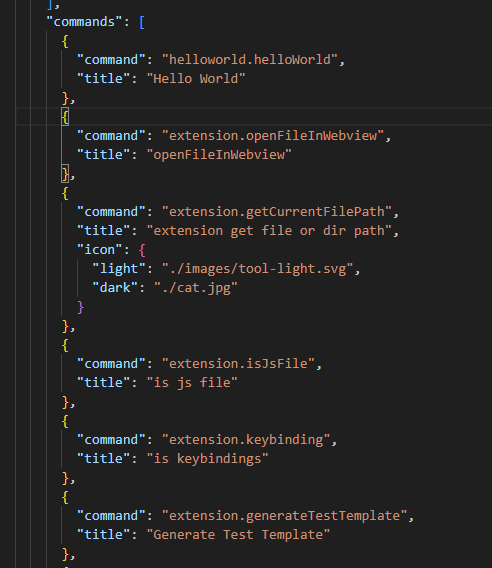 ],
"commands": [
{
"command": "helloworld.helloWorld",
"title": "Hello World"
},
{
"command": "extension.openFileInWebview",
"title": "openFileInWebview"
},
{
"command": "extension.getCurrentFilePath",
"title": "extension get file or dir path",
"icon": {
"light": "./images/tool-light.svg",
"dark": "./cat.jpg"
}
},
{
"command": "extension.isJsFile",
"title": "is js file"
},
{
"command": "extension.keybinding",
"title": "is keybindings"
},
{
"command": "extension.generateTestTemplate",
"title": "Generate Test Template"
},